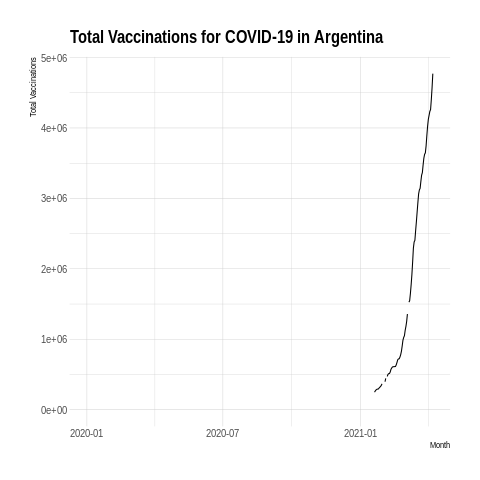 Total Vaccinations for COVID-19 in Argentina
Total Vaccinations
5e+06
4e+06
3e+06
2e+06
1e+06
0e+00
2020-01
2020-07
2021-01
Month